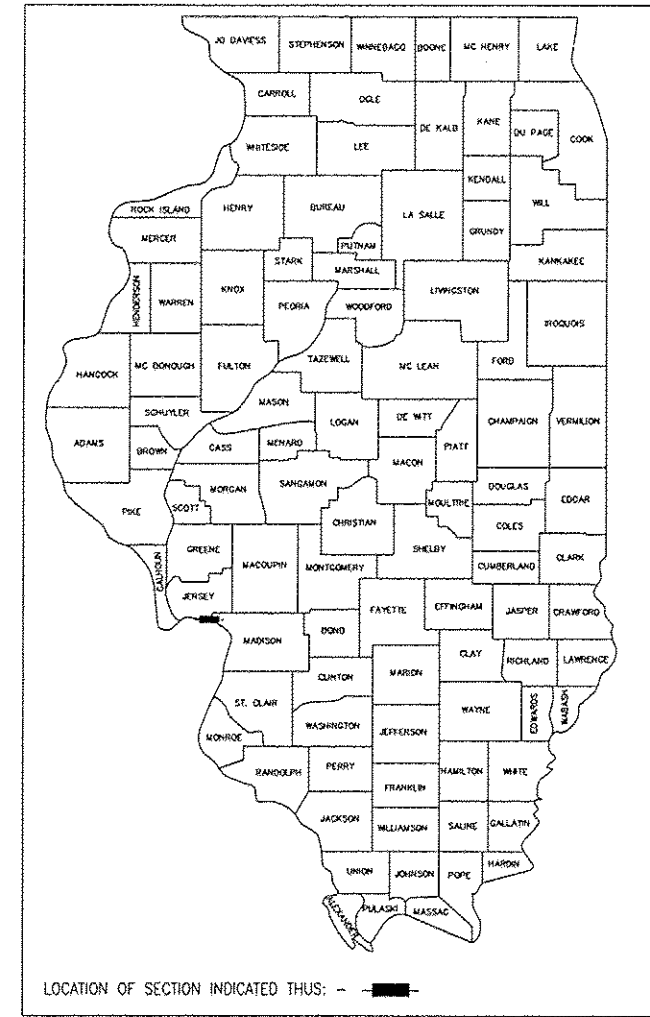 JO DAVIESS STEPHENSON WINNEBAGO BOONE MC HENRY LAKE
CARROLL OGLE DE KALB KANE DU PAGE COOK
WHITESIDE LEE
KENDALL
ROCK ISLAND HENRY BUREAU LA SALLE WILL
MERCER PUTNAM GRUNDY
STARK MARSHALL KANKAKEE
HENDERSON WARREN KNOX PEORIA WOODFORD LIVINGSTON IROQUOIS
HANCOCK MC DONOUGH FULTON TAZEWELL MC LEAN FORD
SCHUYLER MASON
ADAMS BROWN CASS MENARD LOGAN DE WITT PIATT CHAMPAIGN VERMILION
MACON
PIKE SCOTT MORGAN SANGAMON CHRISTIAN MOULTRIE DOUGLAS EDGAR
COLES
CALHOUN GREENE MACOUPIN MONTGOMERY SHELBY CUMBERLAND CLARK
JERSEY FAYETTE EFFINGHAM JASPER CRAWFORD
MADISON BOND
CLAY RICHLAND LAWRENCE
CLINTON MARION
ST. CLAIR WAYNE EDWARDS WABASH
WASHINGTON JEFFERSON
MONROE
RANDOLPH PERRY HAMILTON WHITE
FRANKLIN
JACKSON WILLIAMSON SALINE GALLATIN
UNION JOHNSON POPE HARDIN
ALEXANDER PULASKI MASSAC
LOCATION OF SECTION INDICATED THUS: -